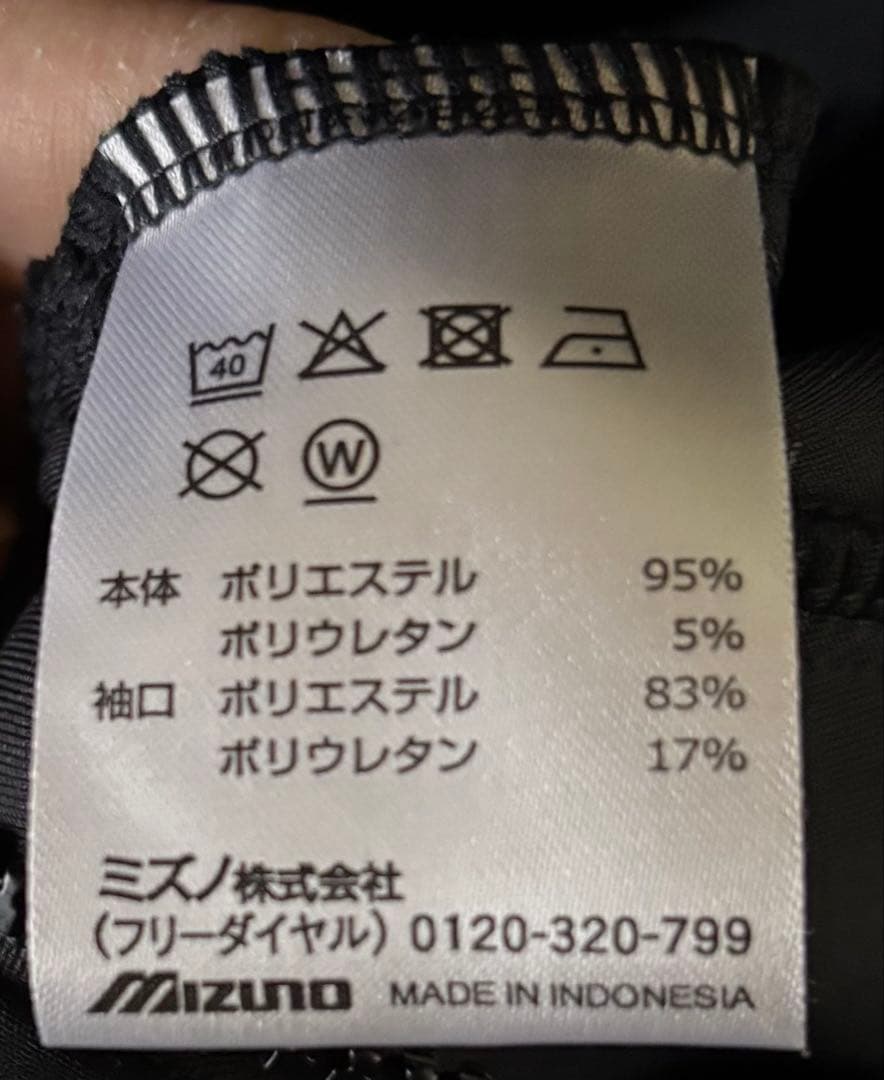 40
W
本体 ポリエステル 95%
ポリウレタン 5%
袖口 ポリエステル 83%
ポリウレタン 17%
ミズノ株式会社
(フリーダイヤル) 0120-320-799
MIZUNO MADE IN INDONESIA